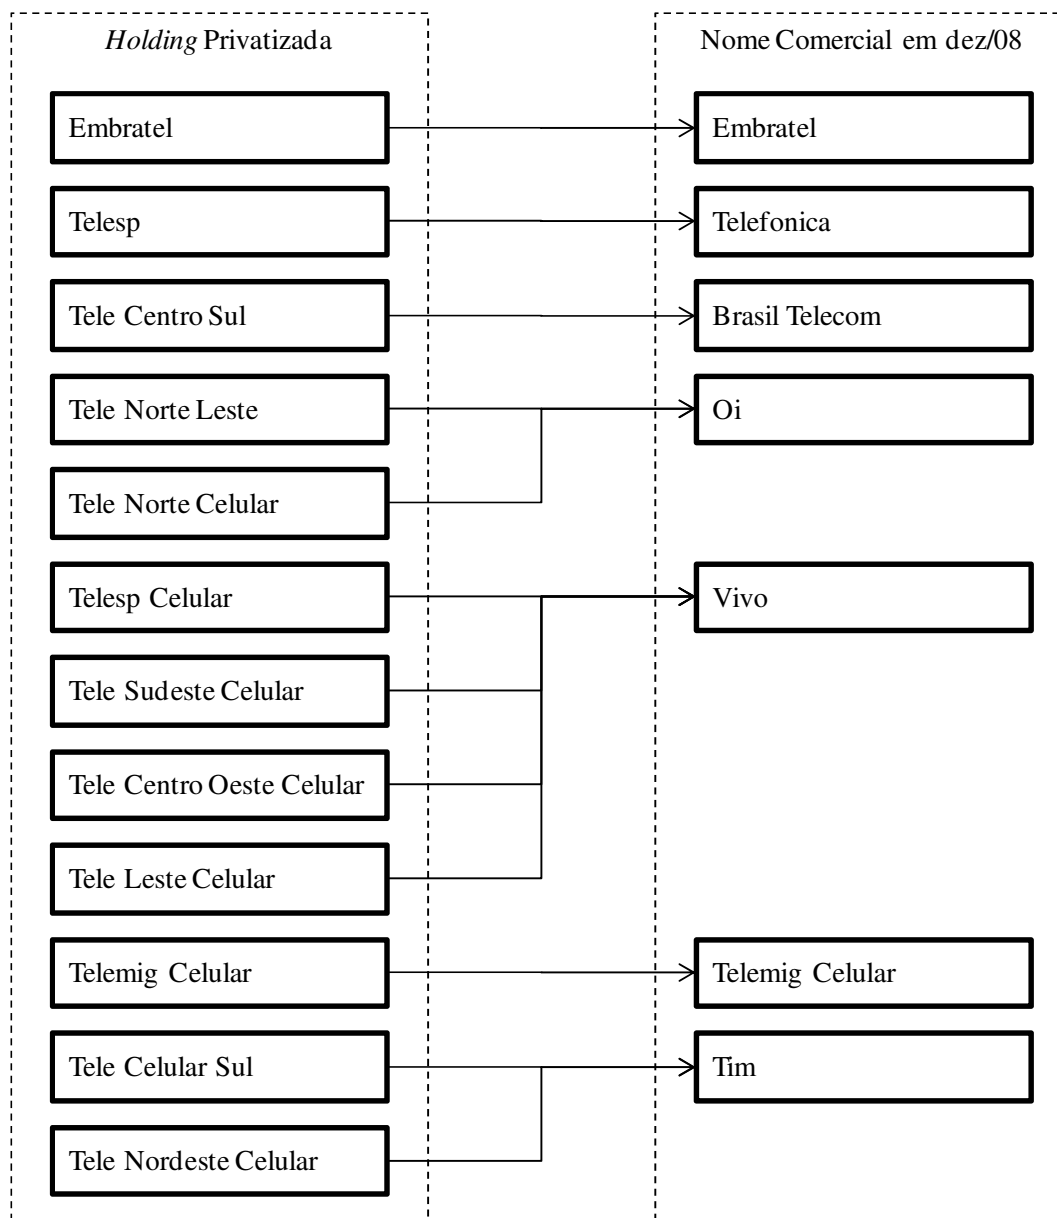 Holding Privatizada
Nome Comercial em dez/08
Embratel
Embratel
Telesp
Telefonica
Tele Centro Sul
Brasil Telecom
Tele Norte Leste
Oi
Tele Norte Celular
Telesp Celular
Vivo
Tele Sudeste Celular
Tele Centro Oeste Celular
Tele Leste Celular
Telemig Celular
Telemig Celular
Tele Celular Sul
Tim
Tele Nordeste Celular